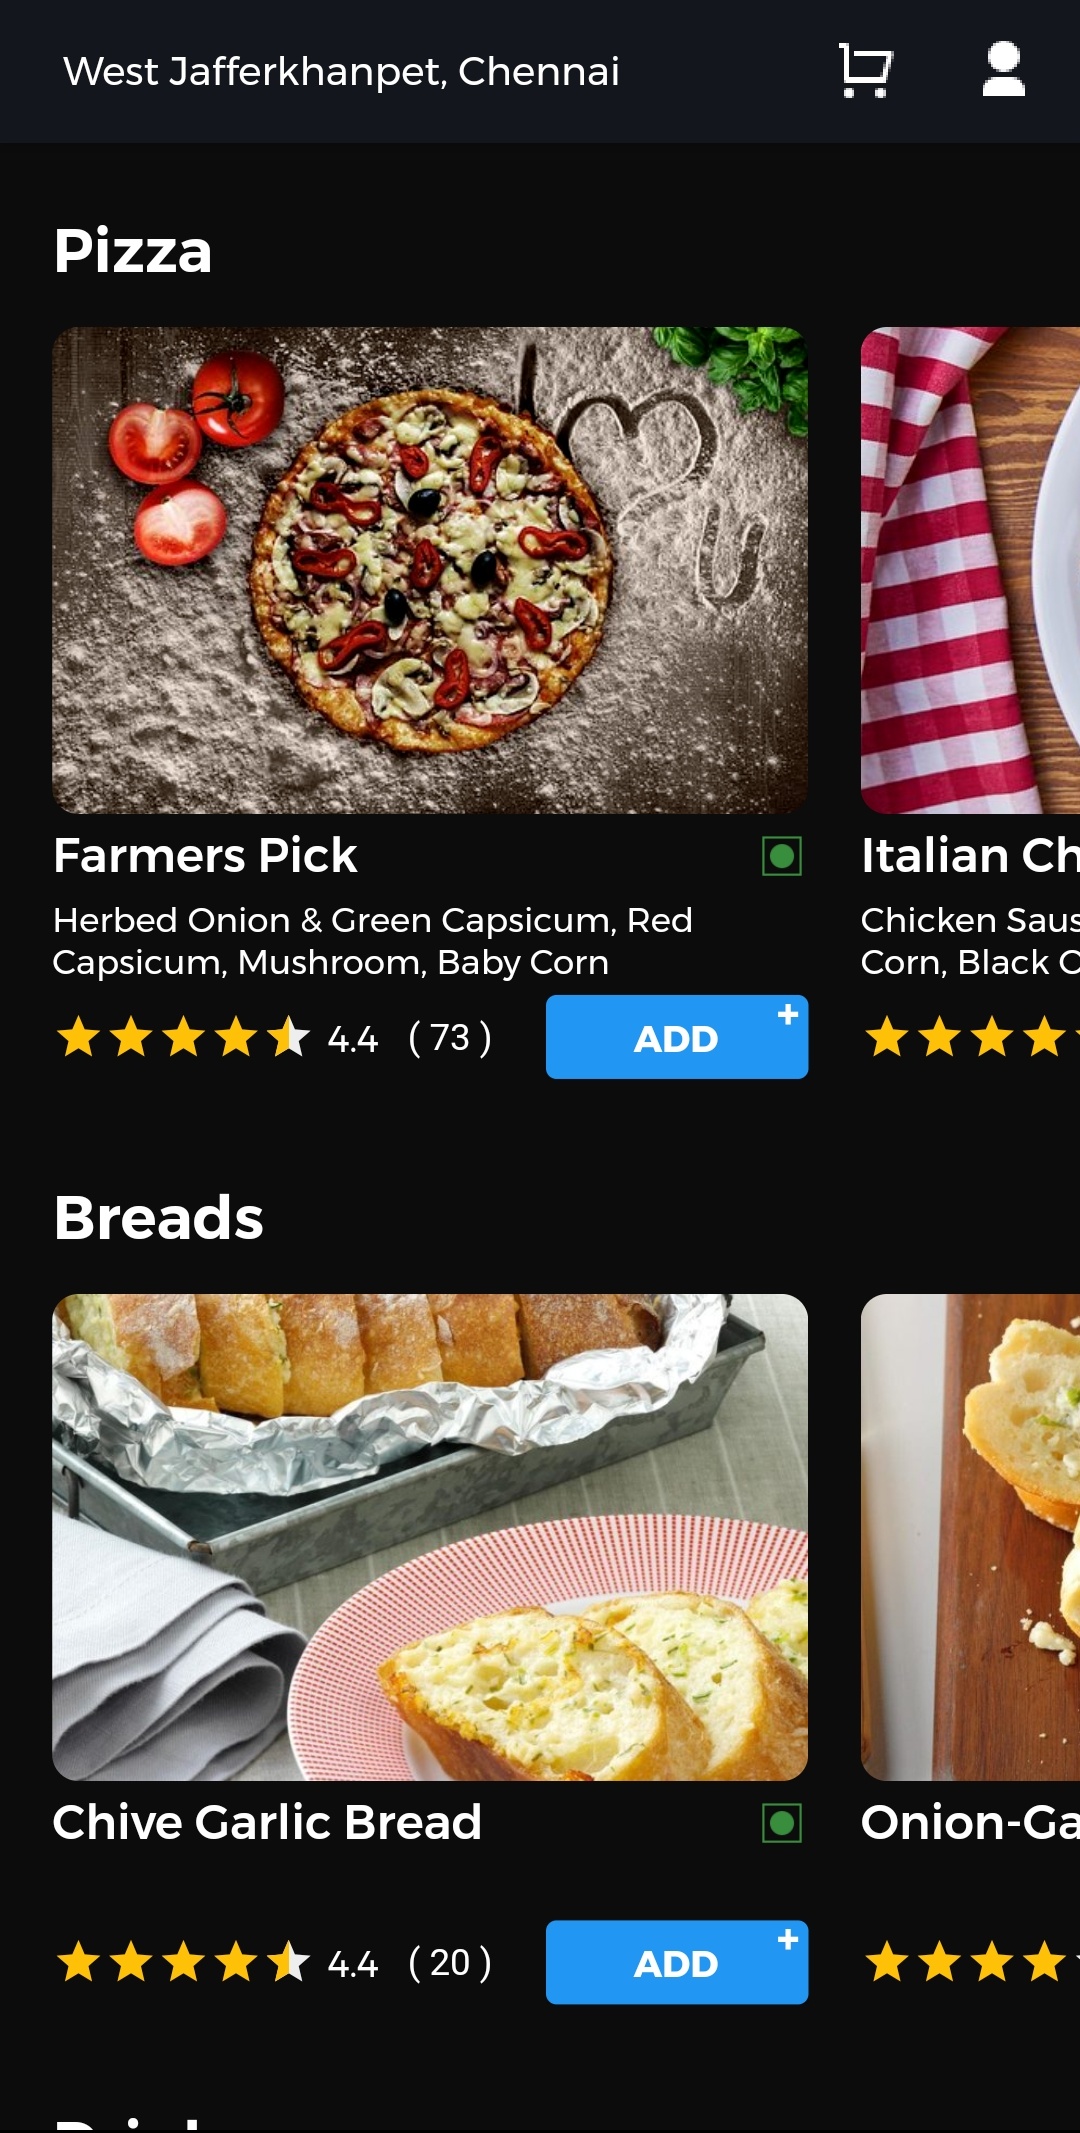 West Jafferkhanpet, Chennai
Pizza
Farmers Pick
Herbed Onion & Green Capsicum, Red
Capsicum, Mushroom, Baby Corn
4.4 ( 73 )
ADD +
Italian Ch
Chicken Saus
Corn, Black O
Breads
Chive Garlic Bread
4.4 ( 20 )
ADD +
Onion-Ga